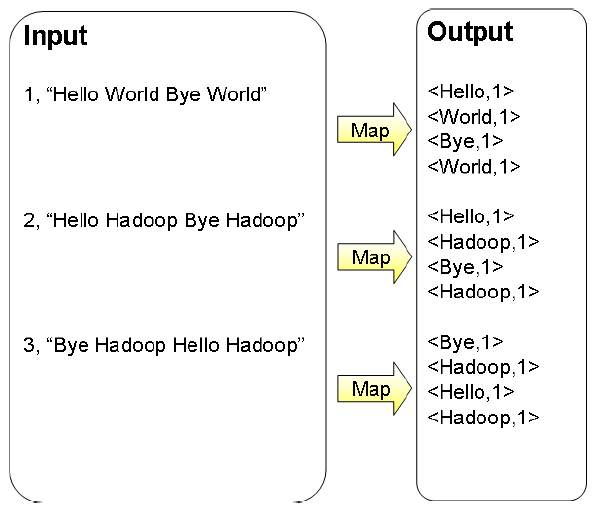 Input
1, “Hello World Bye World”
2, “Hello Hadoop Bye Hadoop”
3, “Bye Hadoop Hello Hadoop”
Map
Map
Map
Output
<Hello,1>
<World,1>
<Bye,1>
<World,1>
<Hello,1>
<Hadoop,1>
<Bye,1>
<Hadoop,1>
<Bye,1>
<Hadoop,1>
<Hello,1>
<Hadoop,1>